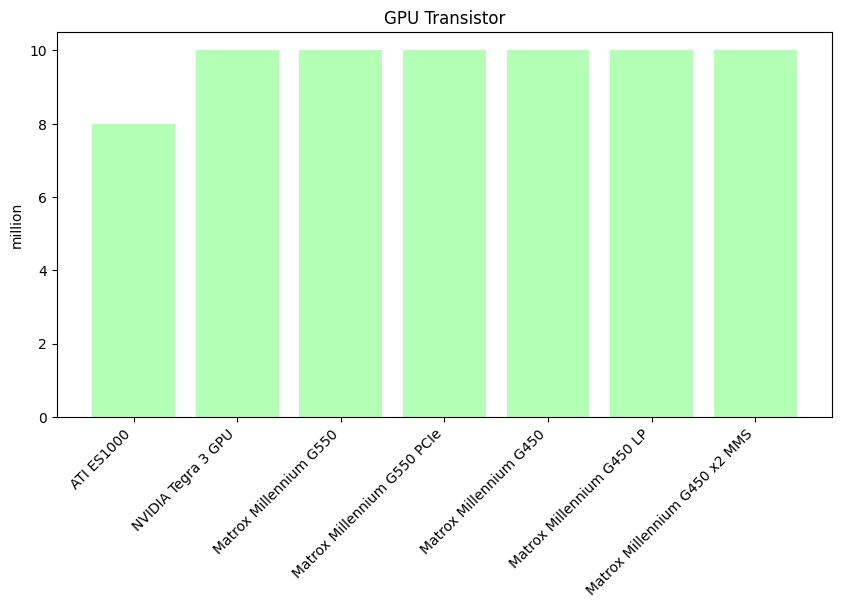 GPU Transistor
million
10
8
6
4
2
0
ATI ES1000
NVIDIA Tegra 3 GPU
Matrox Millennium G550
Matrox Millennium G550 PCIe
Matrox Millennium G450
Matrox Millennium G450 LP
Matrox Millennium G450 x2 MMS